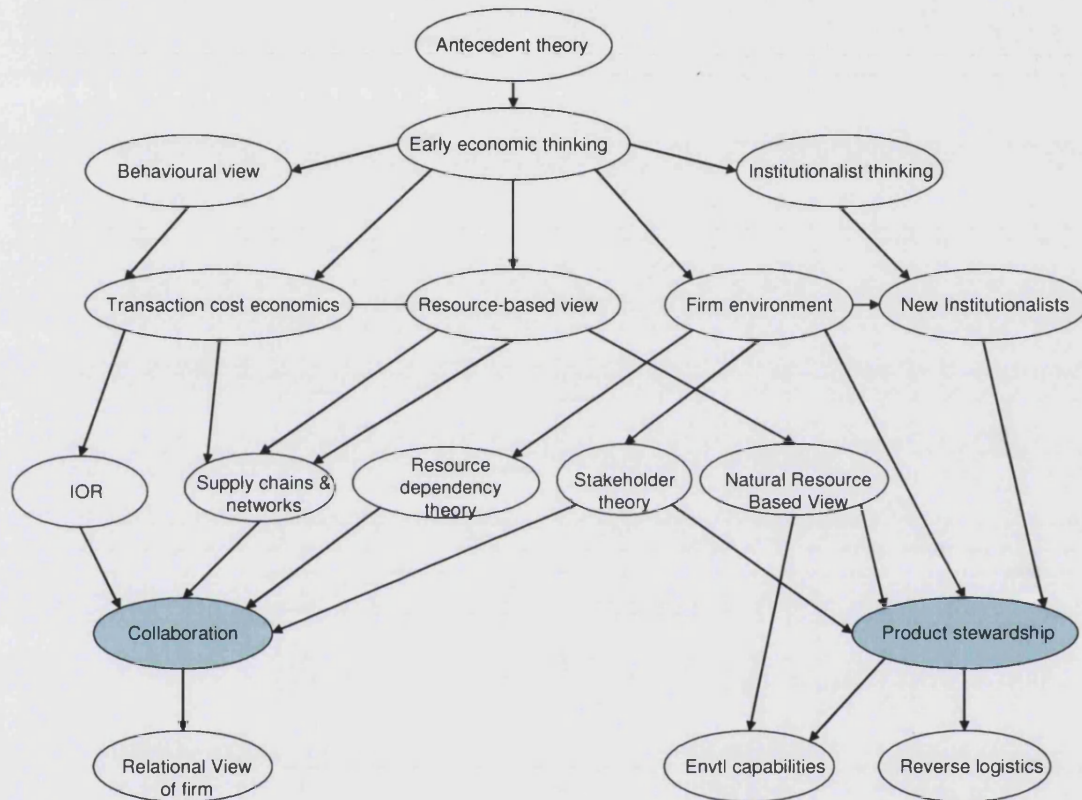 Antecedent theory
Early economic thinking
Behavioural view
Institutionalist thinking
Transaction cost economics
Resource-based view
Firm environment
New Institutionalists
IOR
Supply chains &
networks
Resource
dependency
theory
Stakeholder
theory
Natural Resource
Based View
Collaboration
Product stewardship
Relational View
of firm
Envtl capabilities
Reverse logistics